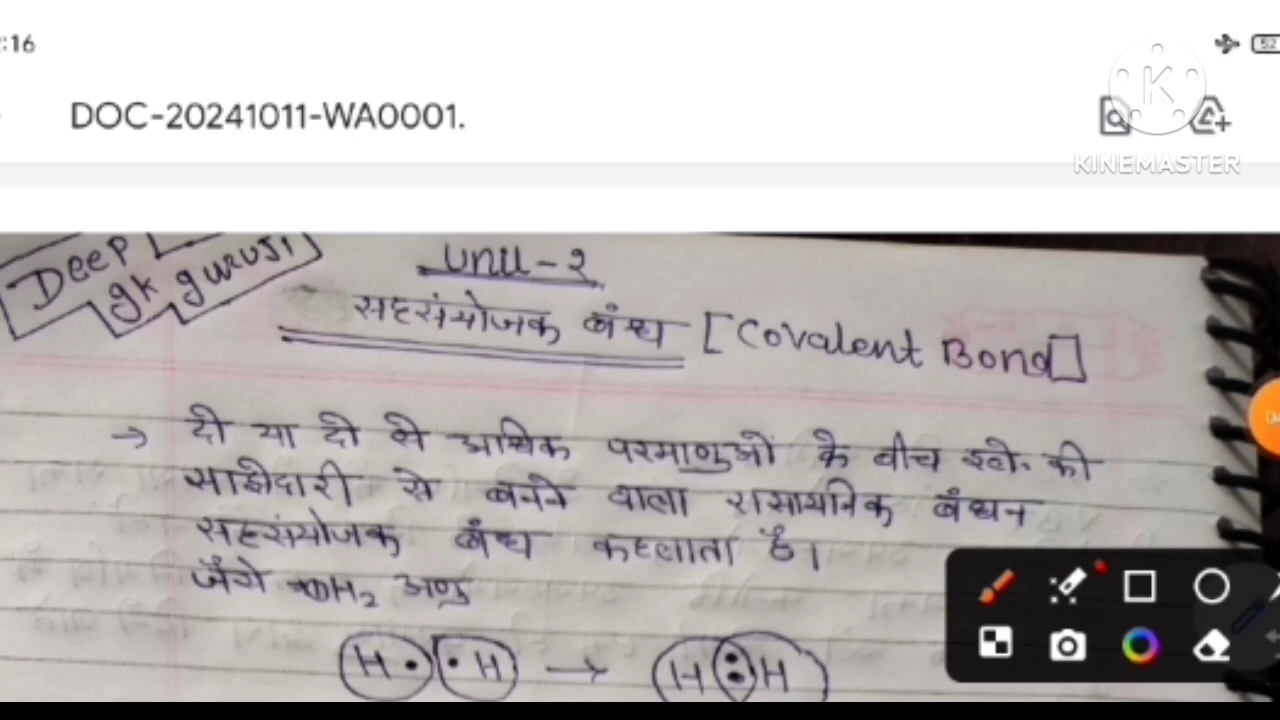 :16
52
DOC-20241011-WA0001.
KINEMASTER
Deep
gk guruji
Unit-2
सहसंयोजक बंध [Covalent Bond]
→ दो या दो से अधिक परमाणुओं के बीच इले. की
साझेदारी से बनने वाला रासायनिक बंधन
सहसंयोजक बंध कहलाता है।
जैसे H₂ अणु
H• •H → H:H